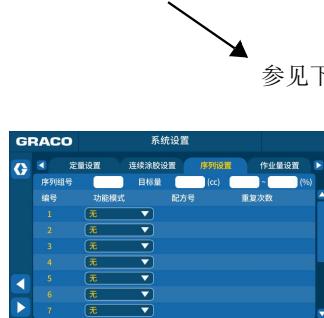 参见下
GRACO 系统设置
定量设置 连续涂胶设置 序列设置 作业量设置
序列组号 目标量 (cc) ~ (%)
编号 功能模式 配方号 重复次数
1 无
2 无
3 无
4 无
5 无
6 无
7 无